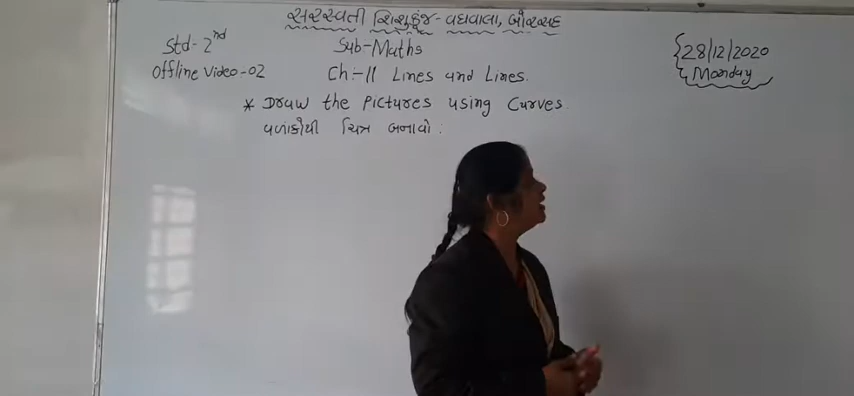 સરસ્વતી શિશુકુંજ - વઘવાલા, બોરસદ
Std - 2nd
Sub - Maths
{28/12/2020
Offline Video - 02
Ch:- 11 Lines and Lines.
Monday
* Draw the Pictures using Curves
વળાંકોથી ચિત્ર બનાવો :